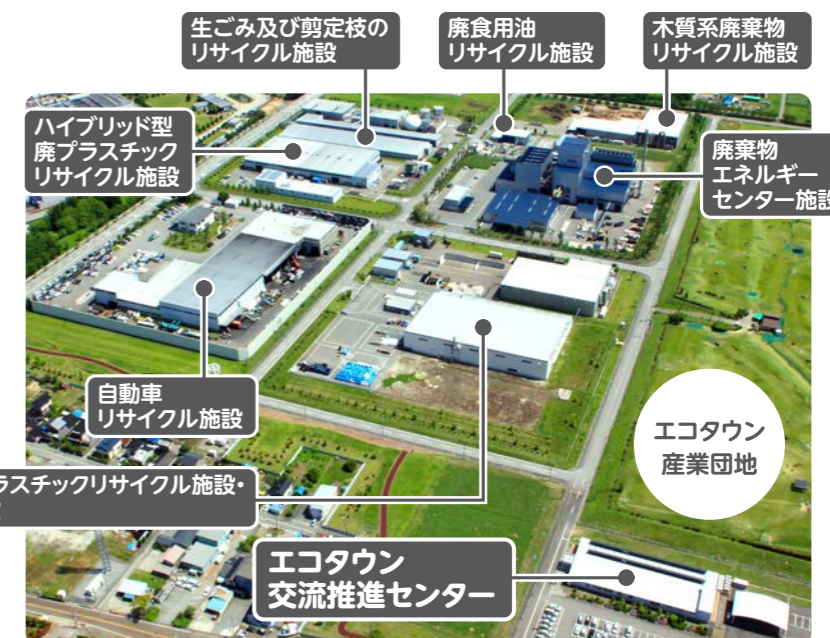 生ごみ及び剪定枝の
リサイクル施設
廃食用油
リサイクル施設
木質系廃棄物
リサイクル施設
ハイブリッド型
廃プラスチック
リサイクル施設
廃棄物
エネルギー
センター施設
自動車
リサイクル施設
エコタウン
産業団地
ラスチックリサイクル施設・
エコタウン
交流推進センター